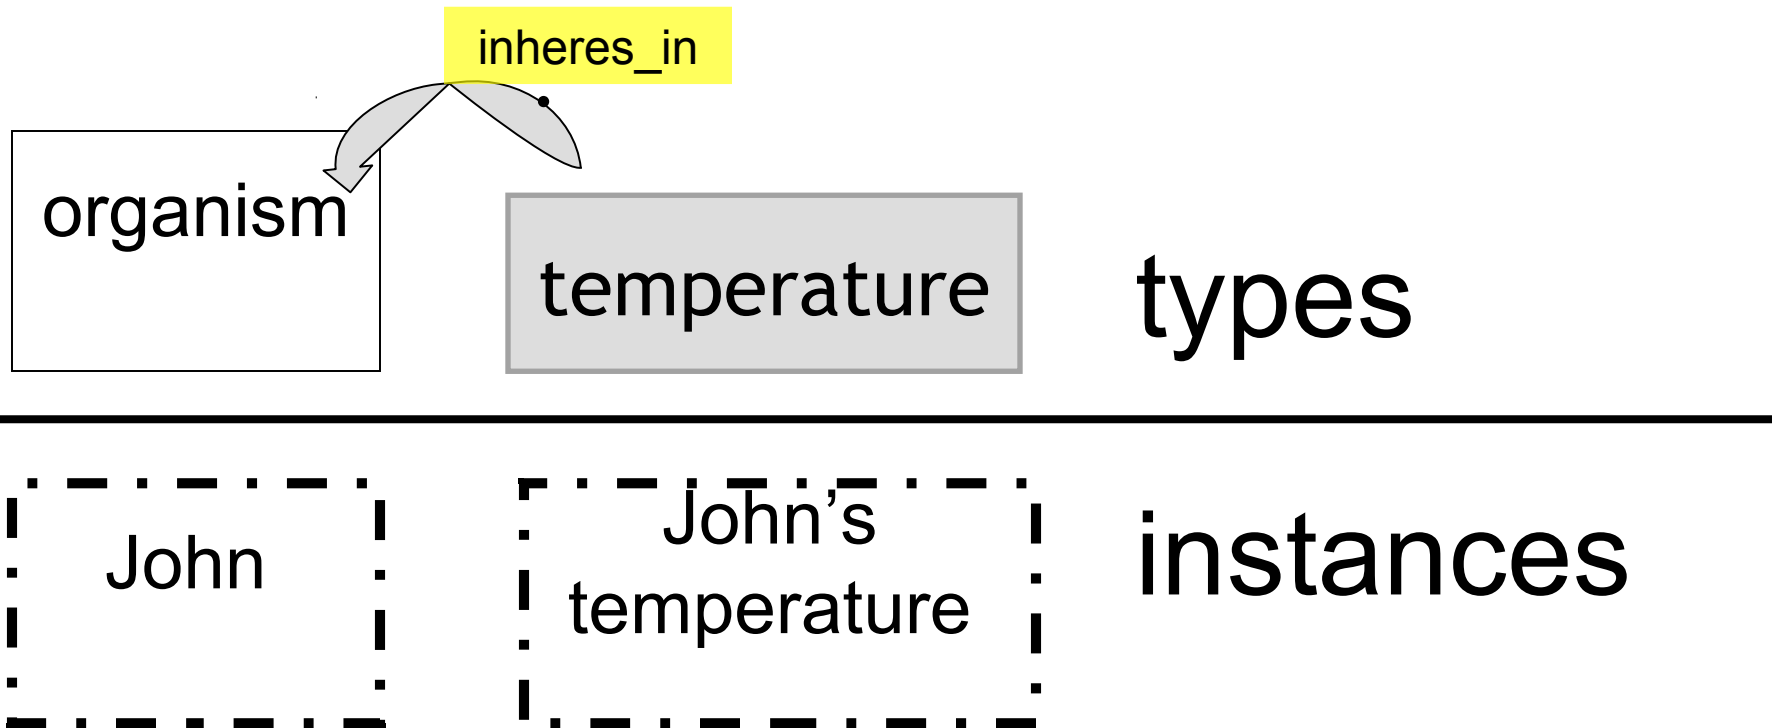 inheres_in
organism
temperature
types
John
John’s
temperature
instances